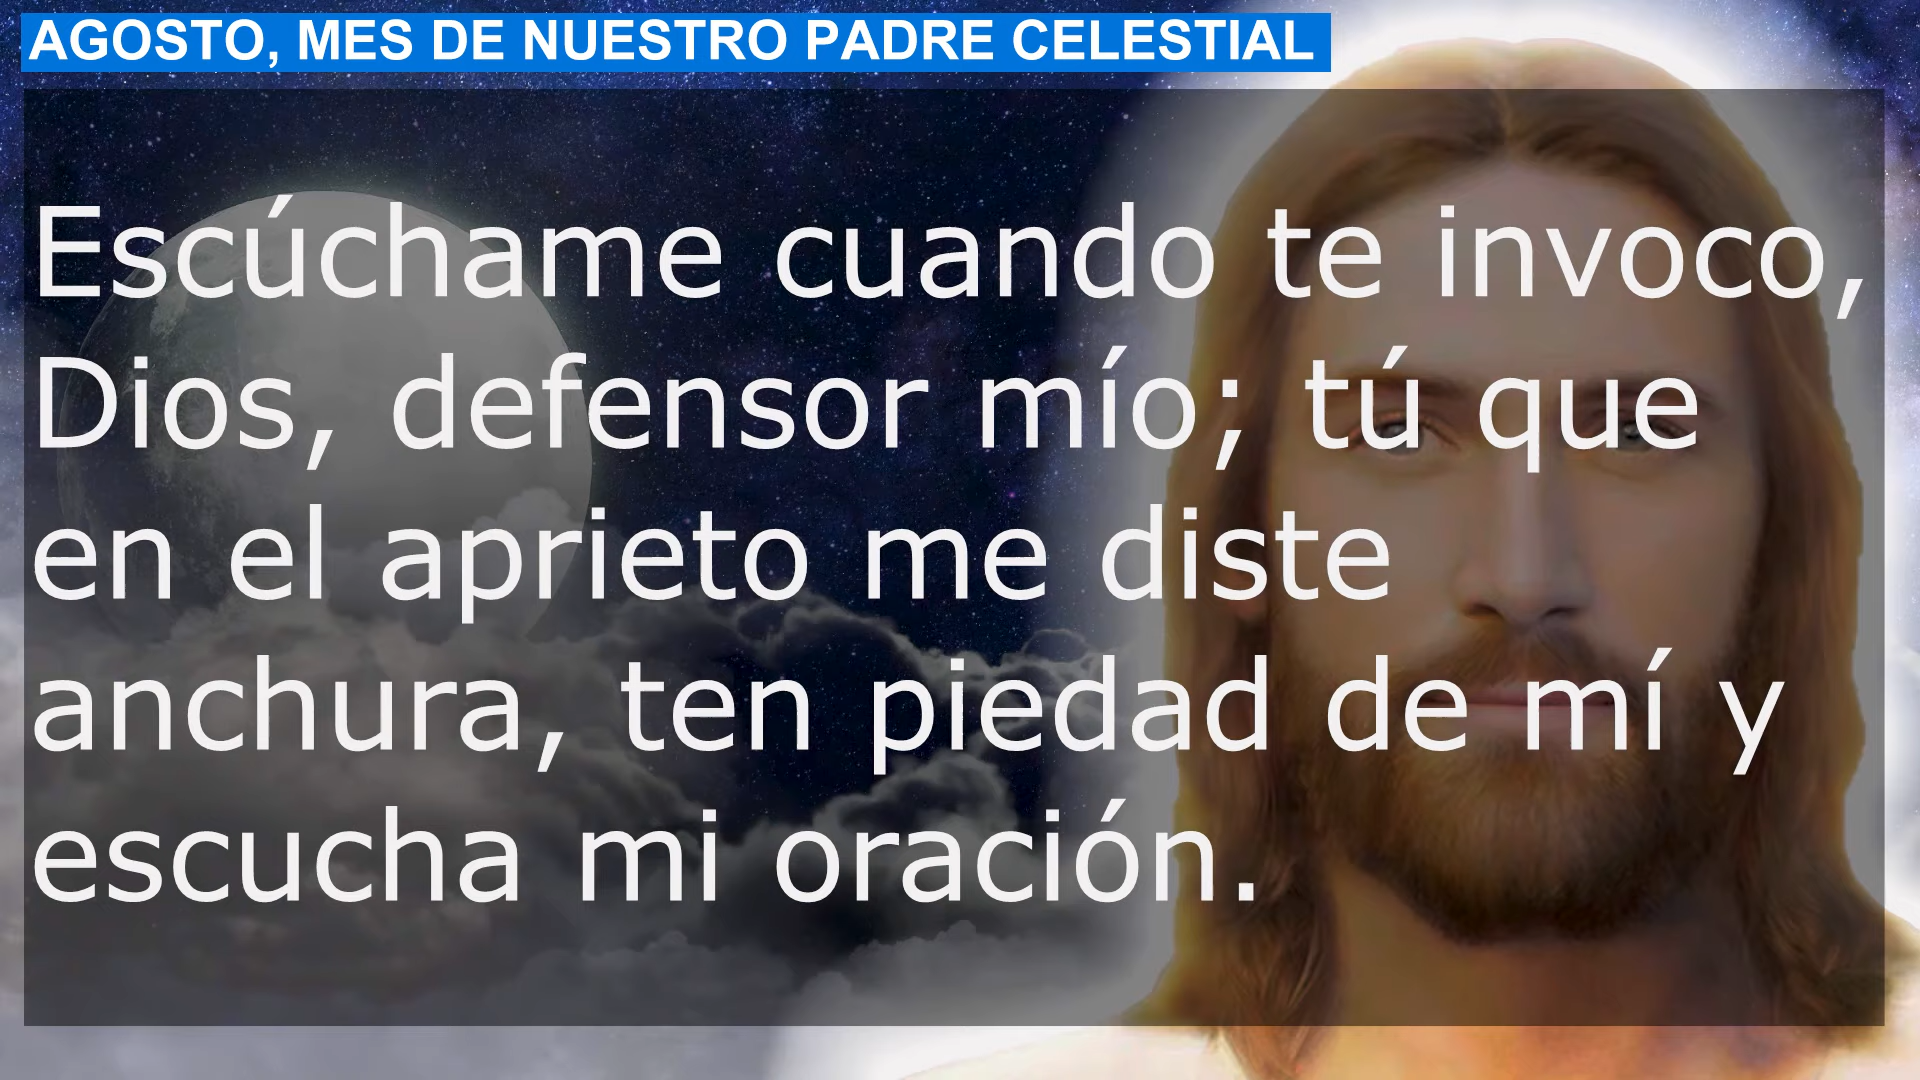 AGOSTO, MES DE NUESTRO PADRE CELESTIAL
Escúchame cuando te invoco,
Dios, defensor mío; tú que
en el aprieto me diste
anchura, ten piedad de mí y
escucha mi oración.